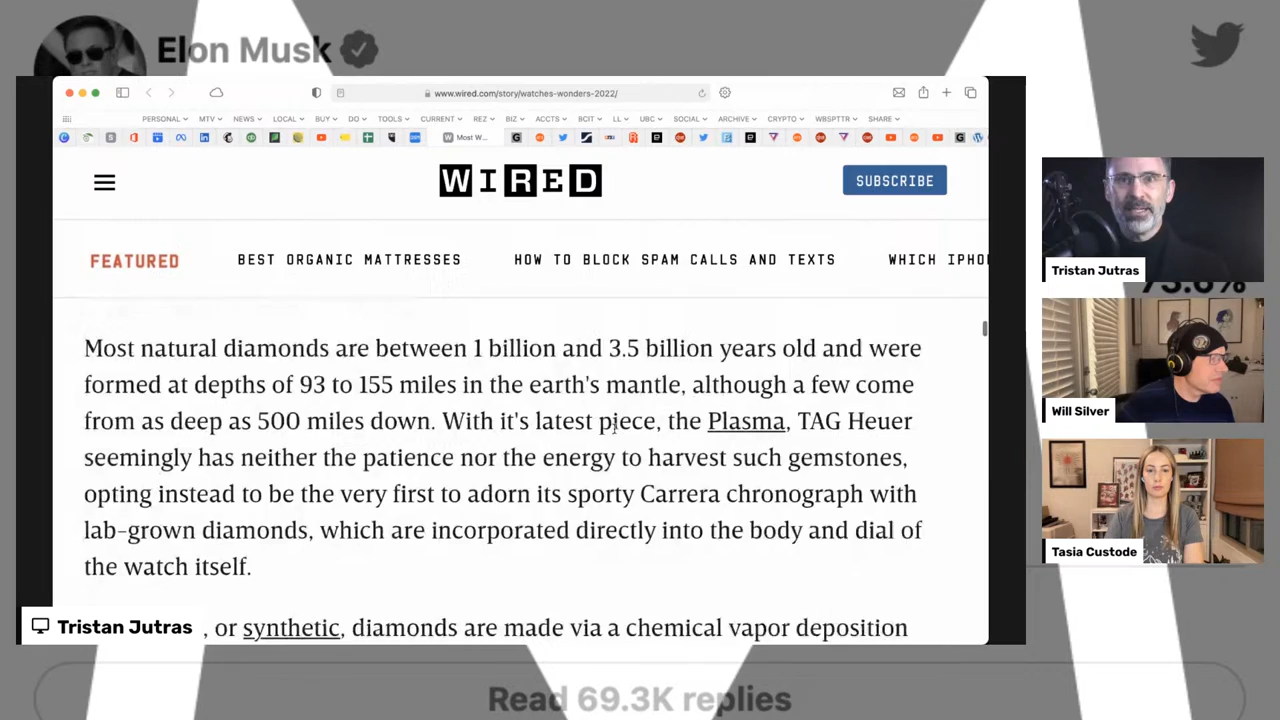 Elon Musk
www.wired.com/story/watches-wonders-2022/
PERSONAL MTV NEWS LOCAL BUY DO TOOLS CURRENT REZ BIZ ACCTS BCIT LL UBC SOCIAL ARCHIVE CRYPTO WBSPTTR SHARE
Most W...
WIRED
SUBSCRIBE
FEATURED BEST ORGANIC MATTRESSES HOW TO BLOCK SPAM CALLS AND TEXTS WHICH IPHO
Most natural diamonds are between 1 billion and 3.5 billion years old and were
formed at depths of 93 to 155 miles in the earth's mantle, although a few come
from as deep as 500 miles down. With it's latest piece, the Plasma, TAG Heuer
seemingly has neither the patience nor the energy to harvest such gemstones,
opting instead to be the very first to adorn its sporty Carrera chronograph with
lab-grown diamonds, which are incorporated directly into the body and dial of
the watch itself.
, or synthetic, diamonds are made via a chemical vapor deposition
Tristan Jutras
Tristan Jutras
73.6%
Will Silver
Tasia Custode
Read 69.3K replies